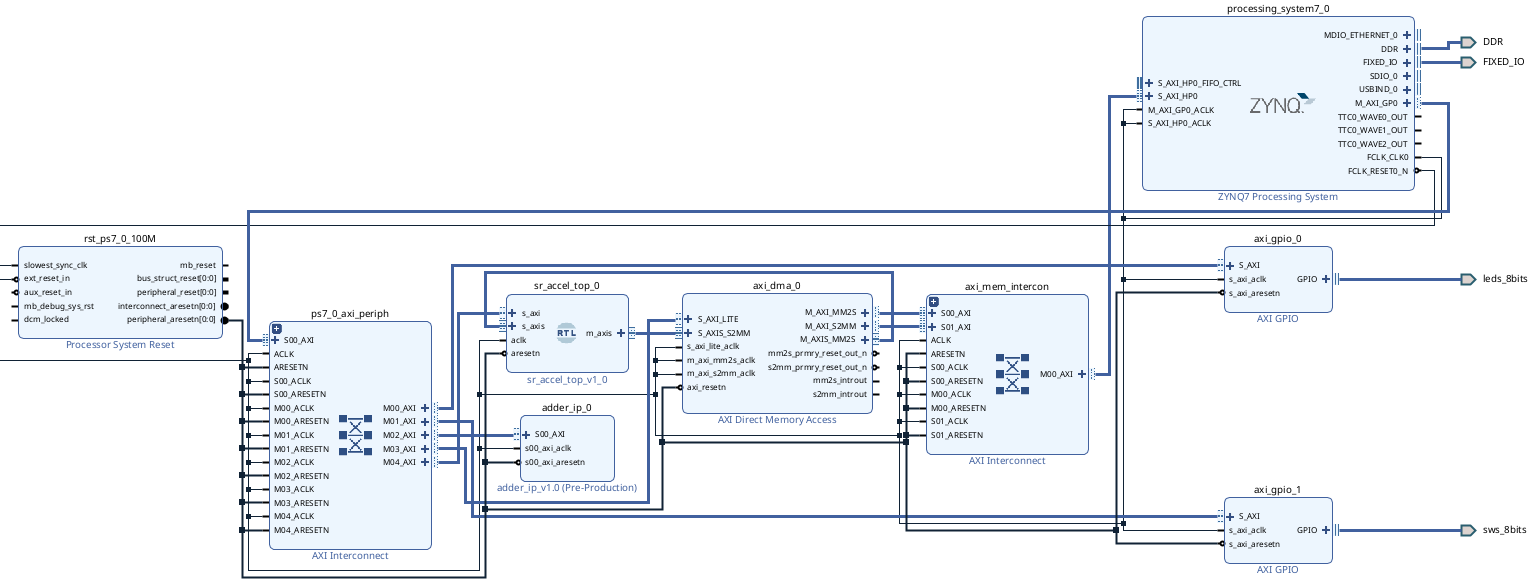 processing_system7_0
MDIO_ETHERNET_0
DDR
FIXED_IO
SDIO_0
USBIND_0
M_AXI_GP0
TTC0_WAVE0_OUT
TTC0_WAVE1_OUT
TTC0_WAVE2_OUT
FCLK_CLK0
FCLK_RESET0_N
S_AXI_HP0_FIFO_CTRL
S_AXI_HP0
M_AXI_GP0_ACLK
S_AXI_HP0_ACLK
ZYNQ
ZYNQ7 Processing System
DDR
FIXED_IO
rst_ps7_0_100M
slowest_sync_clk
ext_reset_in
aux_reset_in
mb_debug_sys_rst
dcm_locked
mb_reset
bus_struct_reset[0:0]
peripheral_reset[0:0]
interconnect_aresetn[0:0]
peripheral_aresetn[0:0]
Processor System Reset
ps7_0_axi_periph
S00_AXI
ACLK
ARESETN
S00_ACLK
S00_ARESETN
M00_ACLK
M00_ARESETN
M01_ACLK
M01_ARESETN
M02_ACLK
M02_ARESETN
M03_ACLK
M03_ARESETN
M04_ACLK
M04_ARESETN
M00_AXI
M01_AXI
M02_AXI
M03_AXI
M04_AXI
AXI Interconnect
sr_accel_top_0
s_axi
s_axis
aclk
aresetn
RTL
m_axis
sr_accel_top_v1_0
adder_ip_0
S00_AXI
s00_axi_aclk
s00_axi_aresetn
adder_ip_v1.0 (Pre-Production)
axi_dma_0
S_AXI_LITE
S_AXIS_S2MM
s_axi_lite_aclk
m_axi_mm2s_aclk
m_axi_s2mm_aclk
axi_resetn
M_AXI_MM2S
M_AXI_S2MM
M_AXIS_MM2S
mm2s_prmry_reset_out_n
s2mm_prmry_reset_out_n
mm2s_introut
s2mm_introut
AXI Direct Memory Access
axi_mem_intercon
S00_AXI
S01_AXI
ACLK
ARESETN
S00_ACLK
S00_ARESETN
M00_ACLK
M00_ARESETN
S01_ACLK
S01_ARESETN
M00_AXI
AXI Interconnect
axi_gpio_0
S_AXI
s_axi_aclk
s_axi_aresetn
GPIO
AXI GPIO
leds_8bits
axi_gpio_1
S_AXI
s_axi_aclk
s_axi_aresetn
GPIO
AXI GPIO
sws_8bits